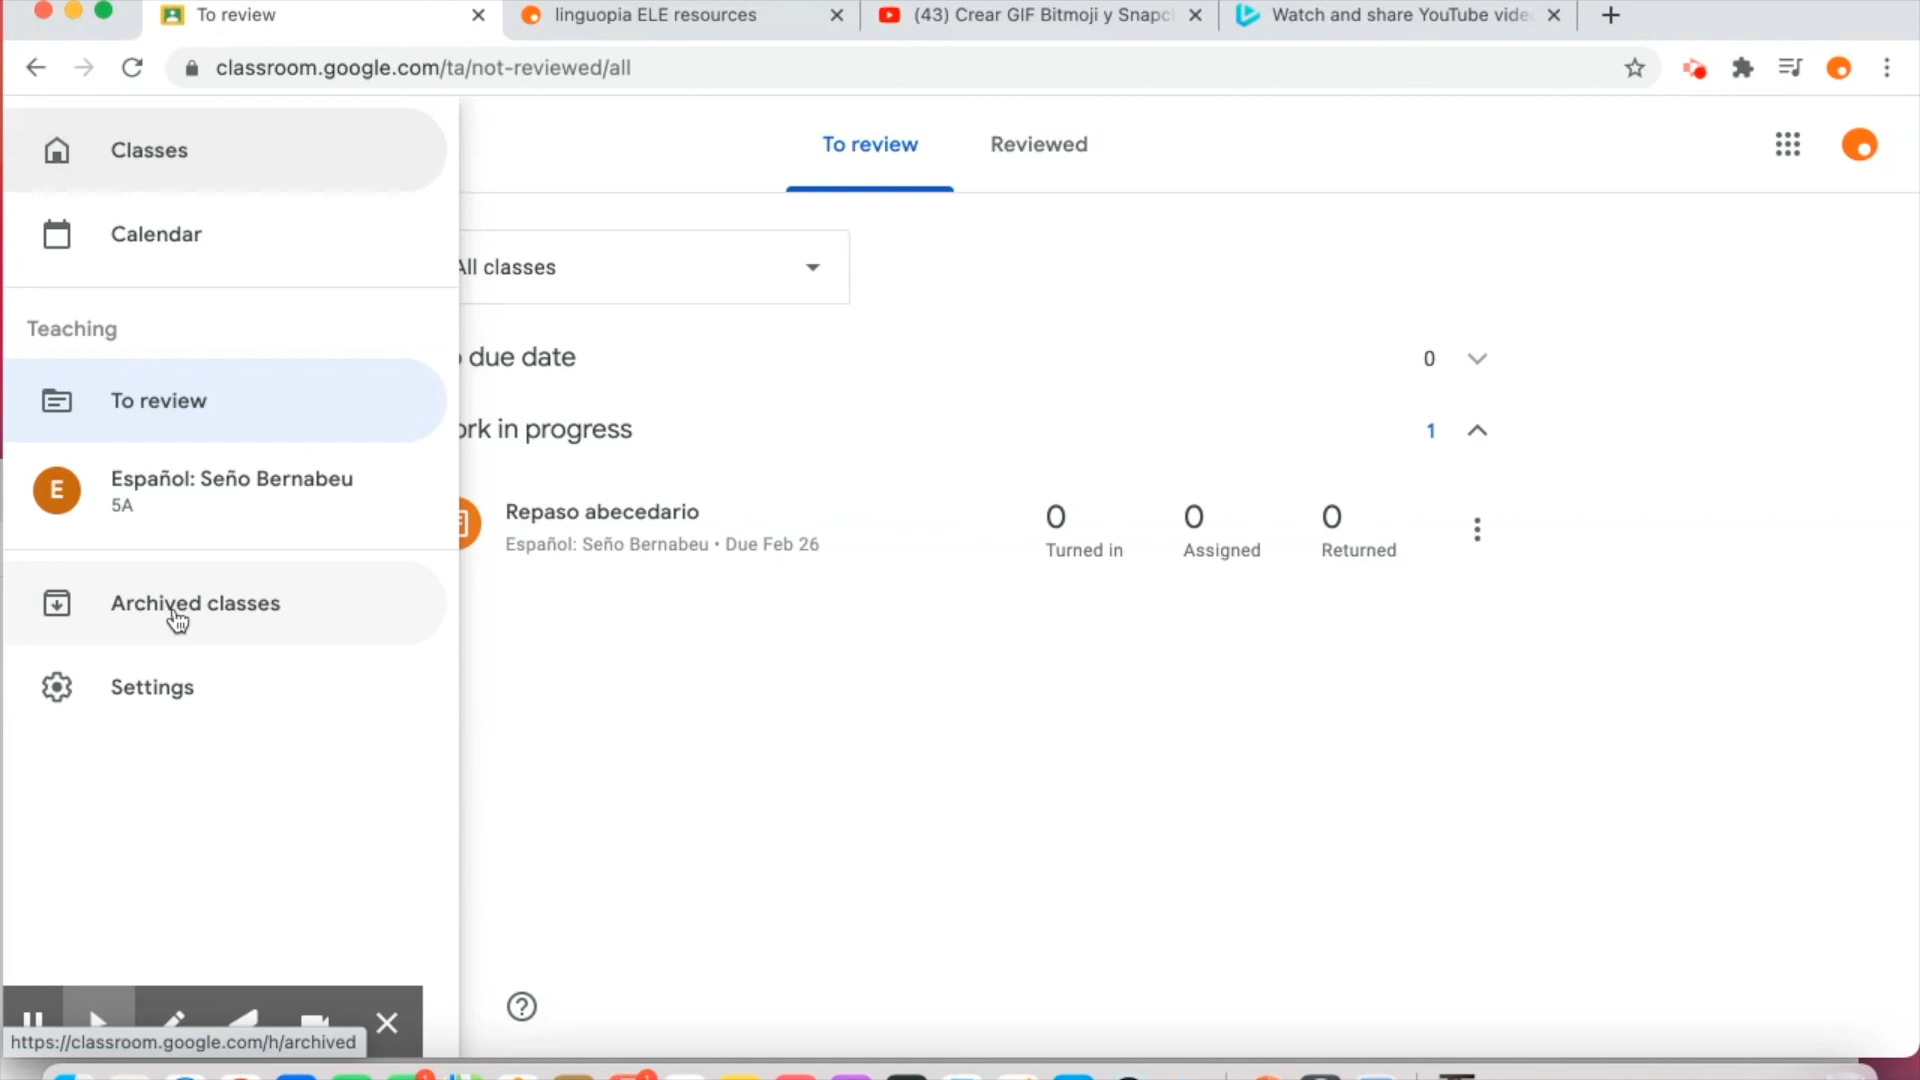 To review
linguopia ELE resources
(43) Crear GIF Bitmoji y Snapc
Watch and share YouTube vide
classroom.google.com/ta/not-reviewed/all
Classes
To review
Reviewed
Calendar
All classes
Teaching
due date
0
To review
ork in progress
1
E
Español: Seño Bernabeu
5A
Repaso abecedario
Español: Seño Bernabeu • Due Feb 26
0
Turned in
0
Assigned
0
Returned
Archived classes
Settings
https://classroom.google.com/h/archived